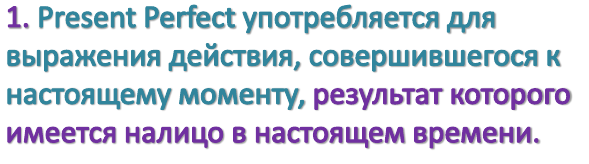 1. Present Perfect употребляется для
выражения действия, совершившегося к
настоящему моменту, результат которого
имеется налицо в настоящем времени.